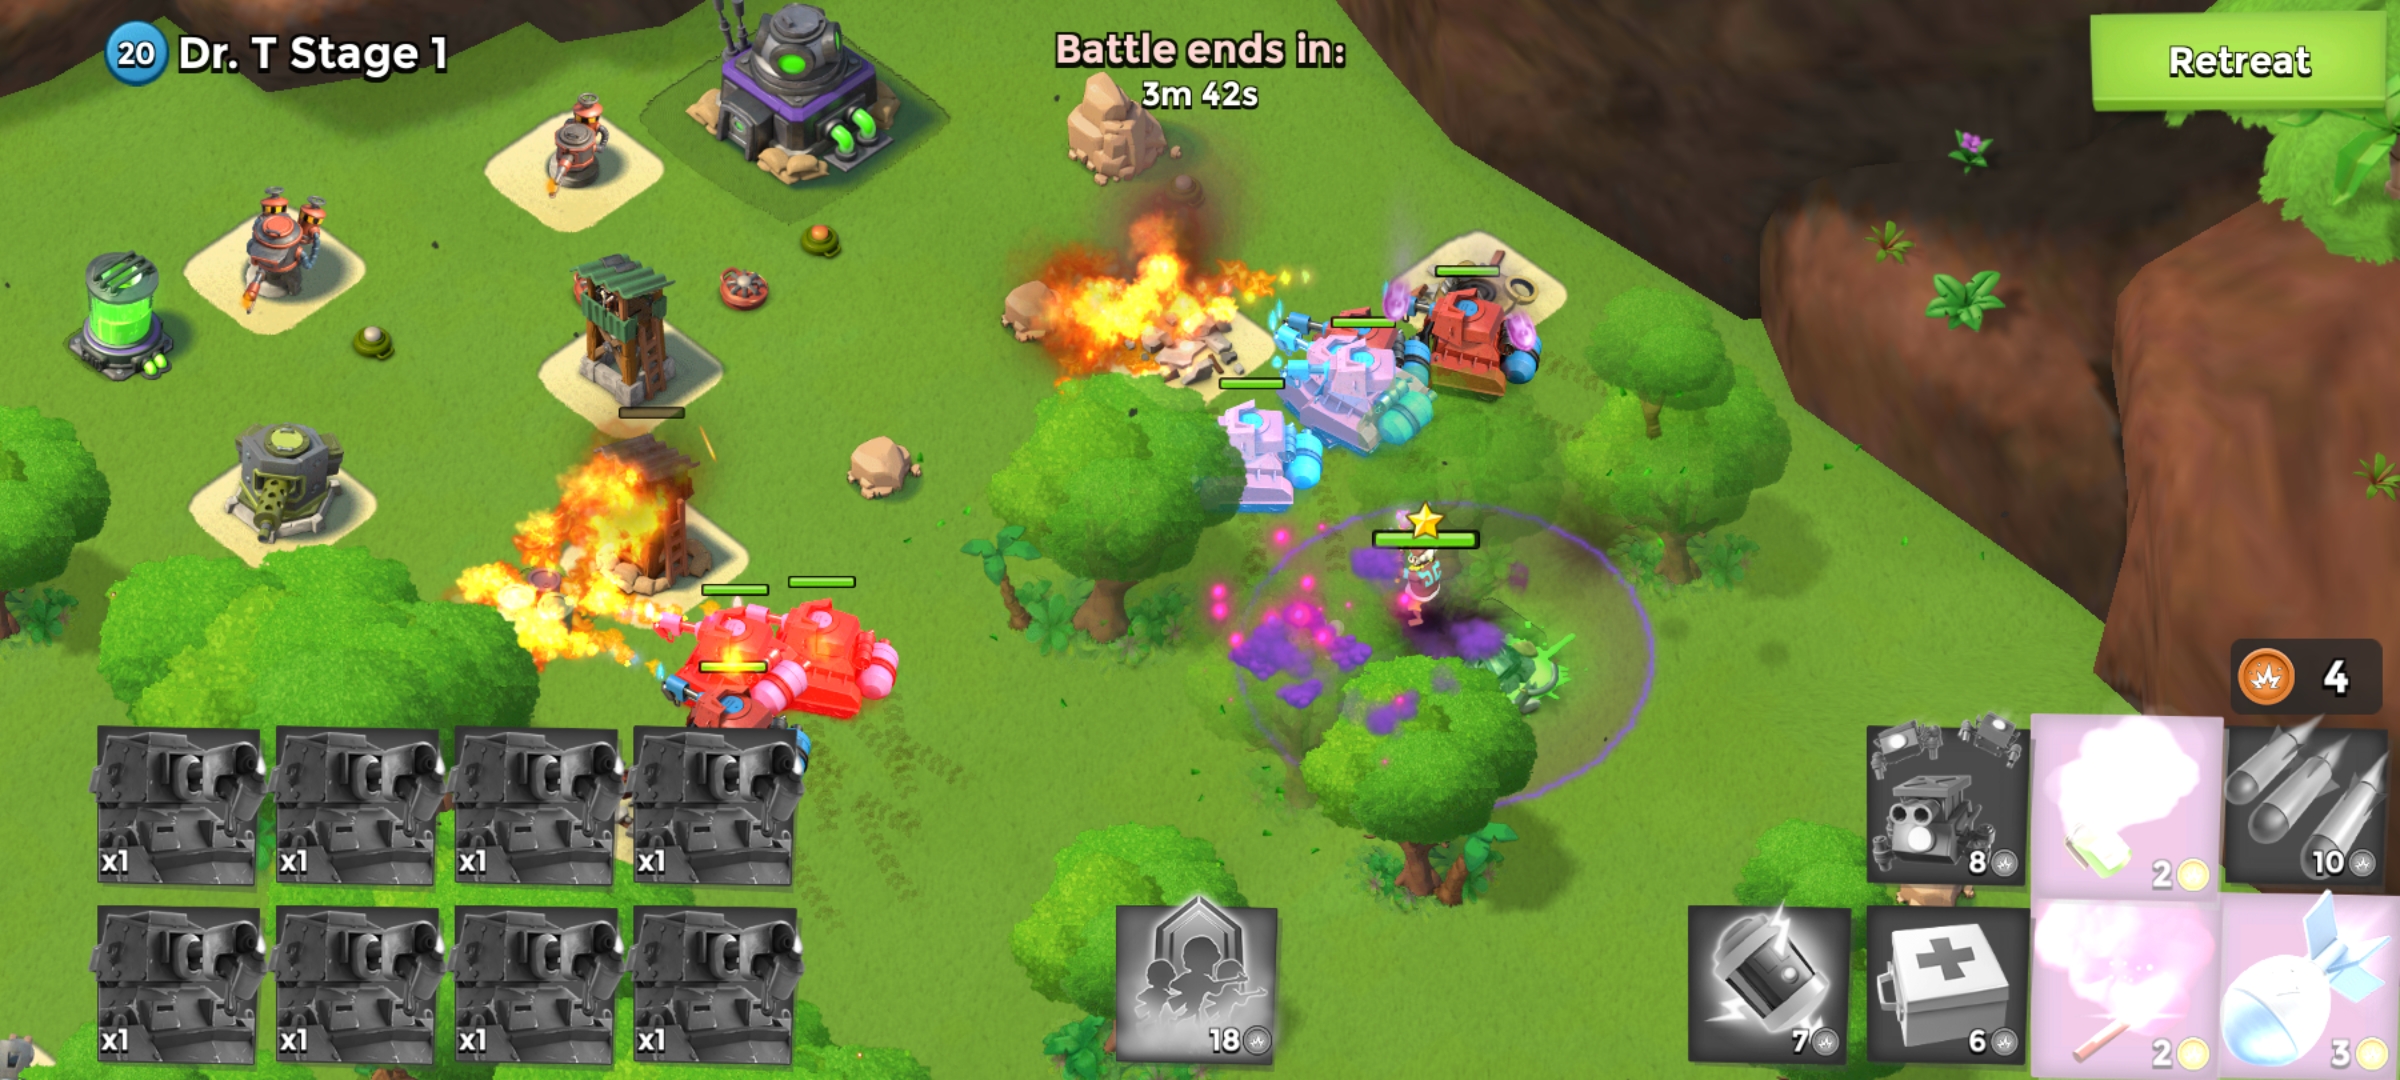 20 Dr. T Stage 1
Battle ends in:
3m 42s
Retreat
4
x1 x1 x1 x1
8 2 10
x1 x1 x1 x1
18
7 6 2 3